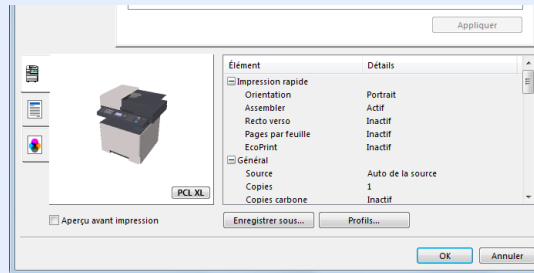 Appliquer
Élément Détails
Impression rapide
Orientation Portrait
Assembler Actif
Recto verso Inactif
Pages par feuille Inactif
EcoPrint Inactif
Général
Source Auto de la source
Copies 1
Copies carbone Inactif
PCL XL
Aperçu avant impression Enregistrer sous... Profils...
OK Annuler